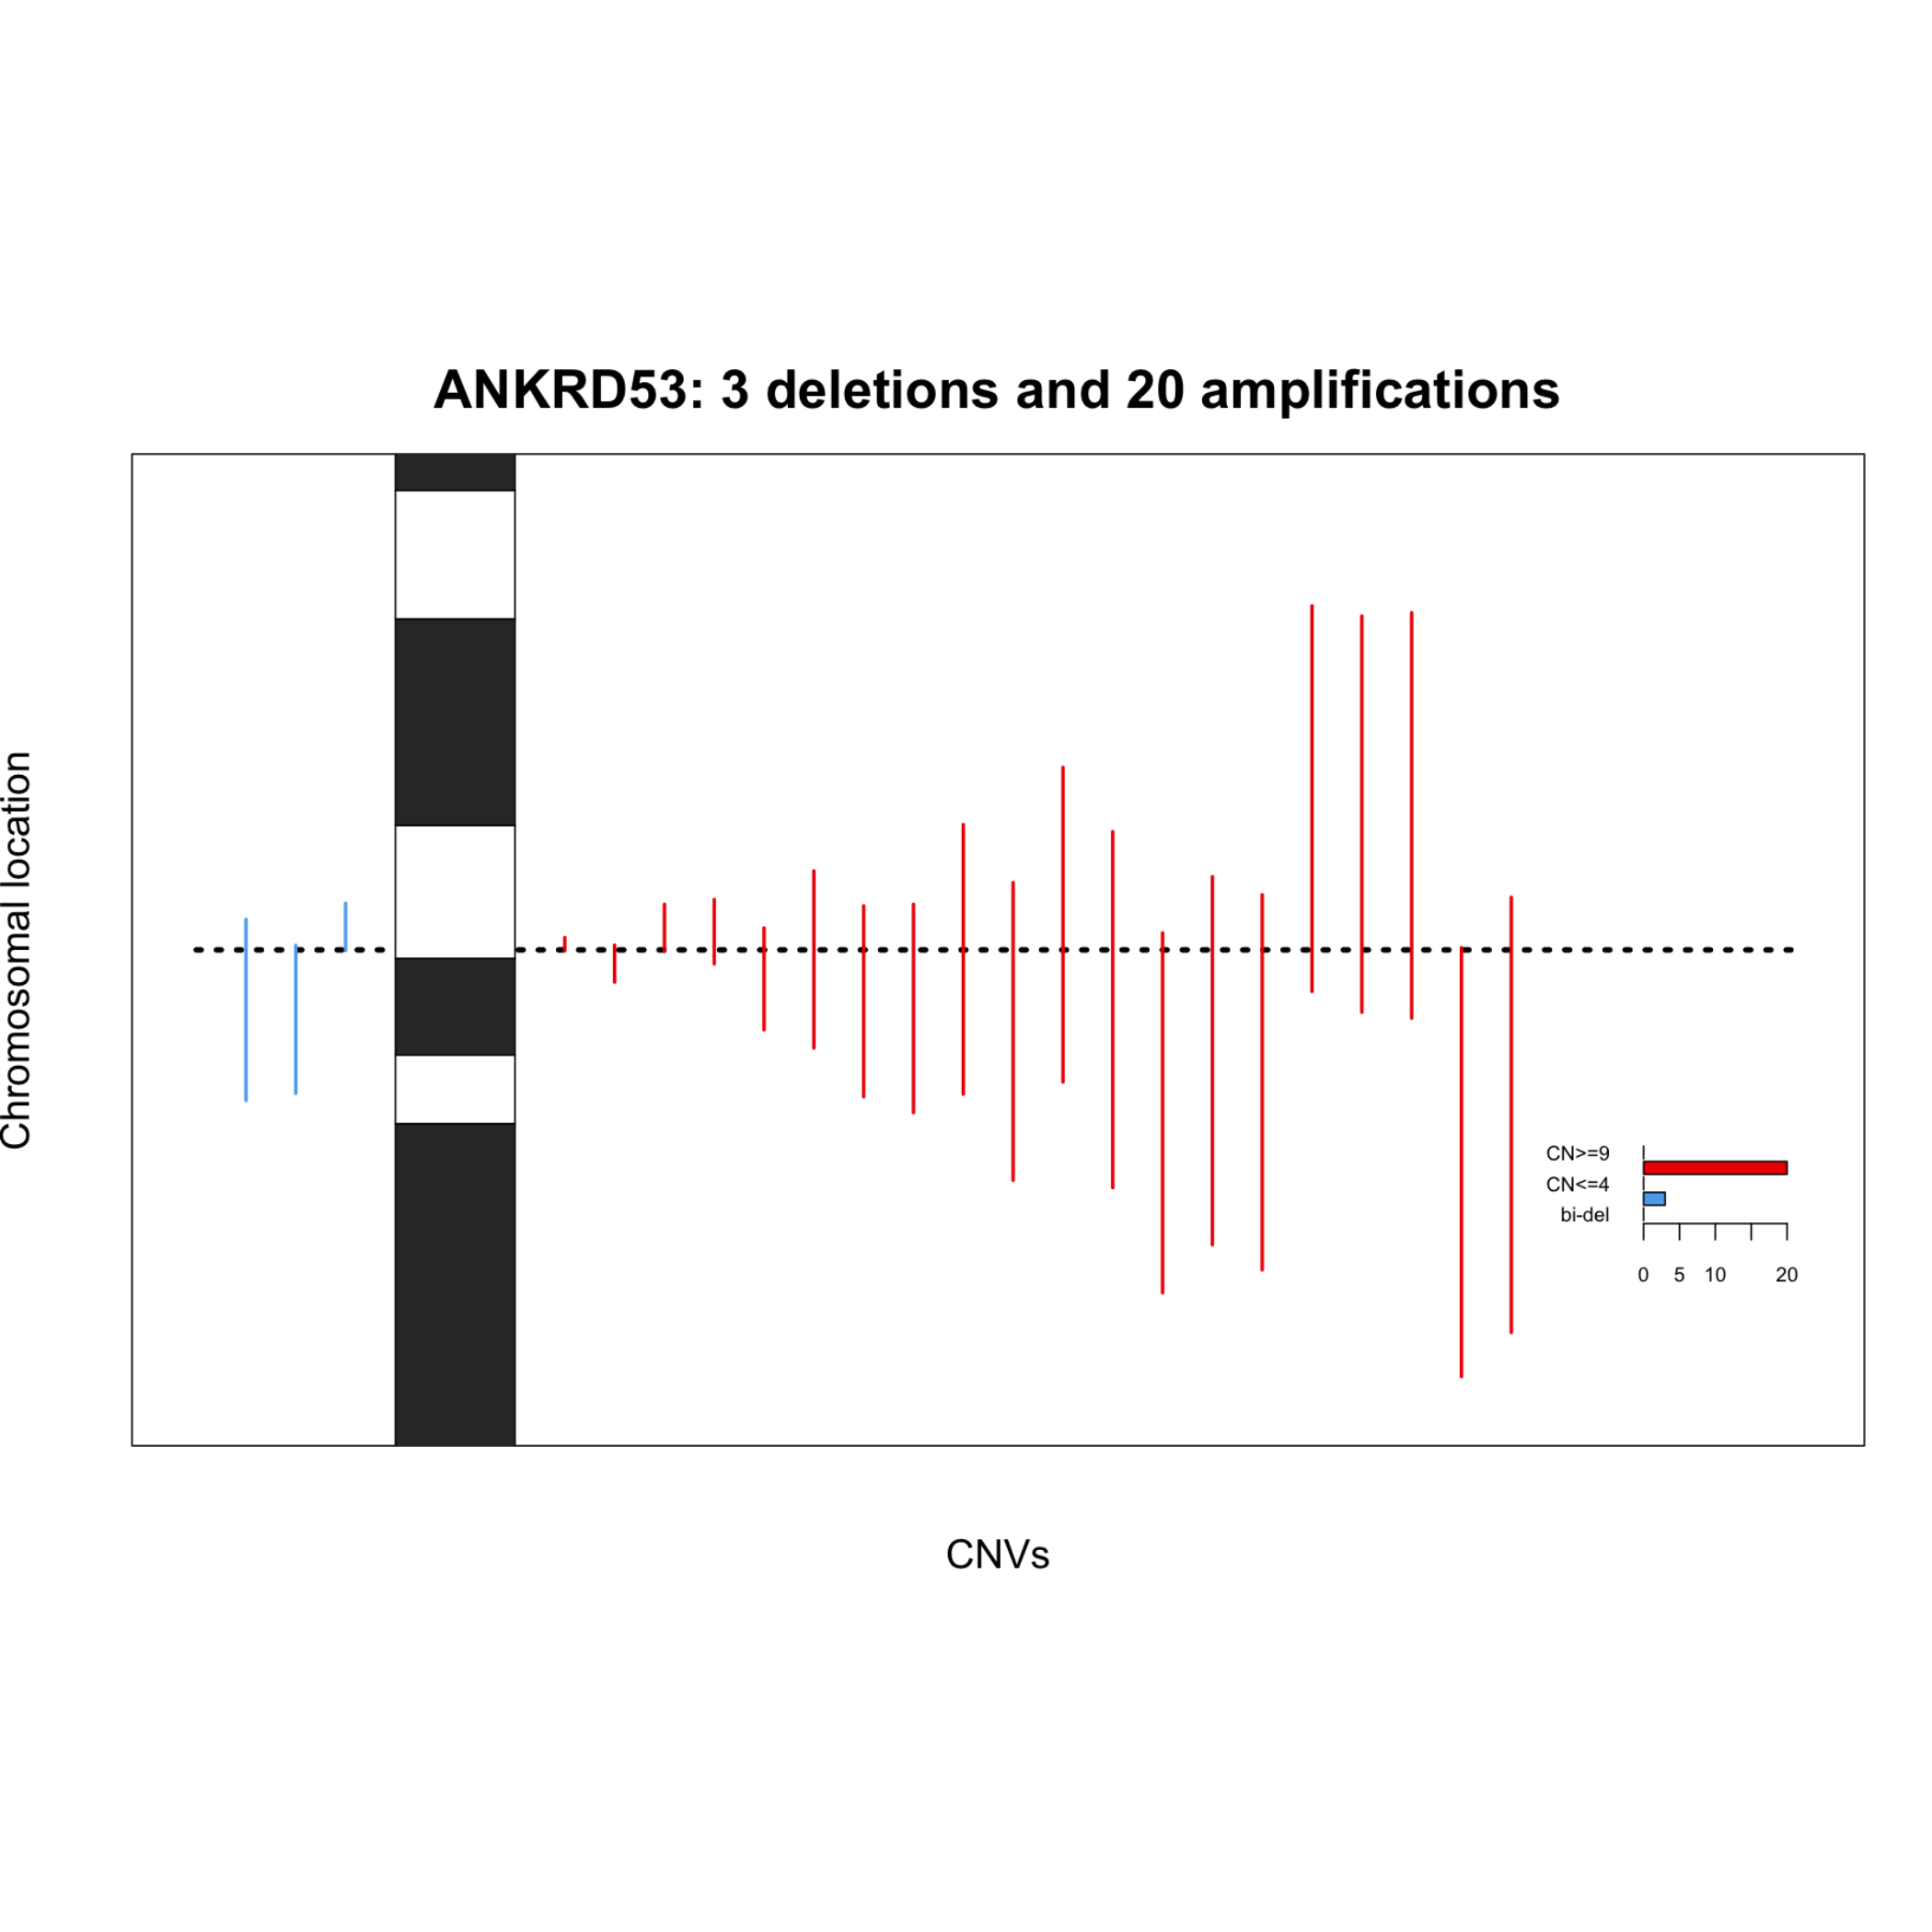 ANKRD53: 3 deletions and 20 amplifications
Chromosomal location
CN>=9
CN<=4
bi-del
0 5 10 20
CNVs